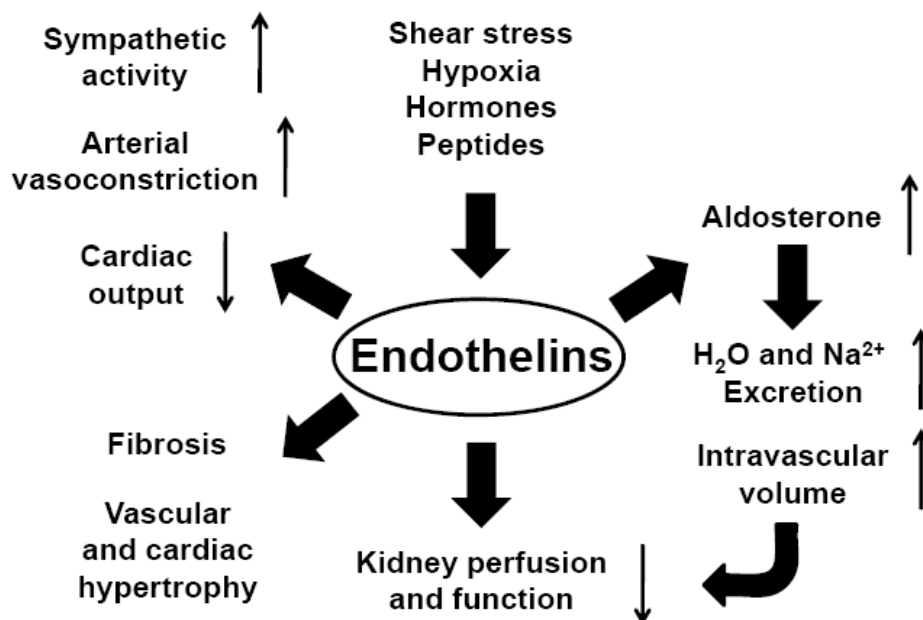 Sympathetic
activity
Arterial
vasoconstriction
Cardiac
output
Shear stress
Hypoxia
Hormones
Peptides
Aldosterone
H₂O and Na²⁺
Excretion
Intravascular
volume
Endothelins
Fibrosis
Vascular
and cardiac
hypertrophy
Kidney perfusion
and function